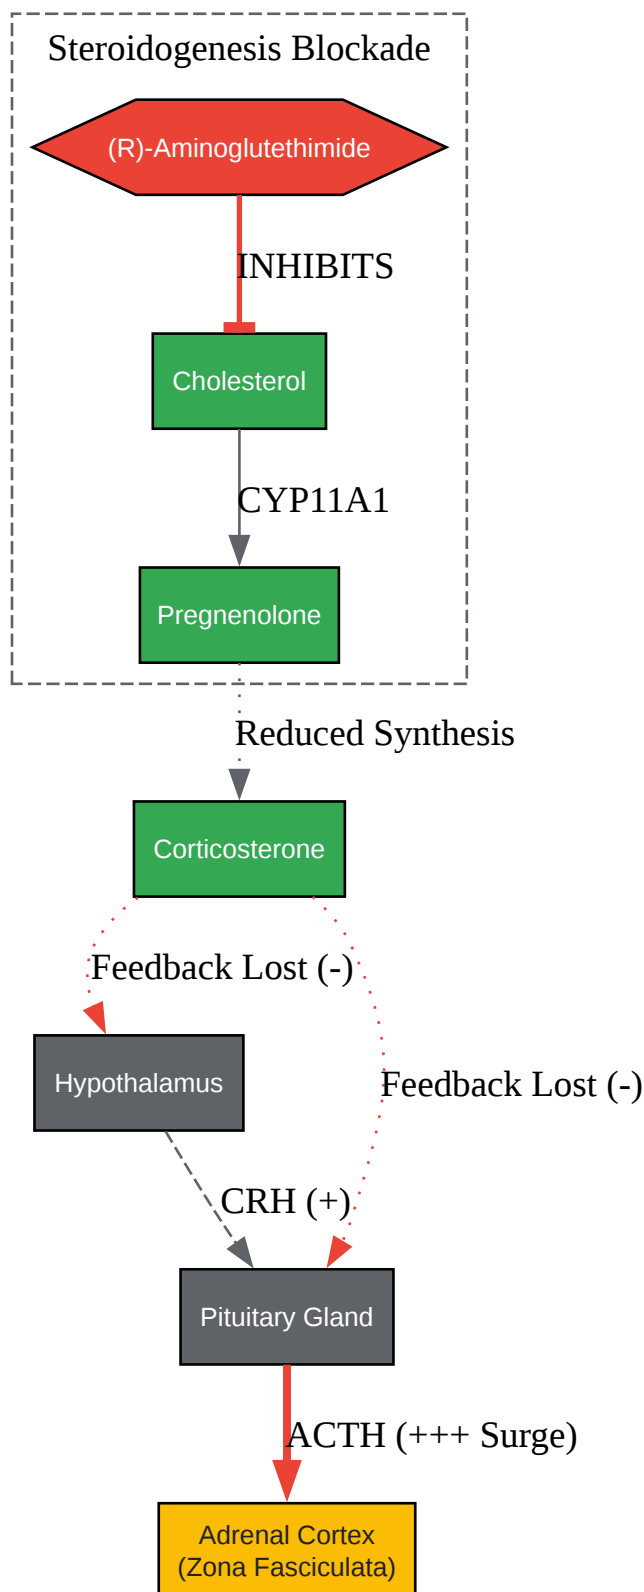 Steroidogenesis Blockade
(R)-Aminoglutethimide
INHIBITS
Cholesterol
CYP11A1
Pregnenolone
Reduced Synthesis
Corticosterone
Feedback Lost (-)
Hypothalamus
Feedback Lost (-)
CRH (+)
Pituitary Gland
ACTH (+++ Surge)
Adrenal Cortex
(Zona Fasciculata)